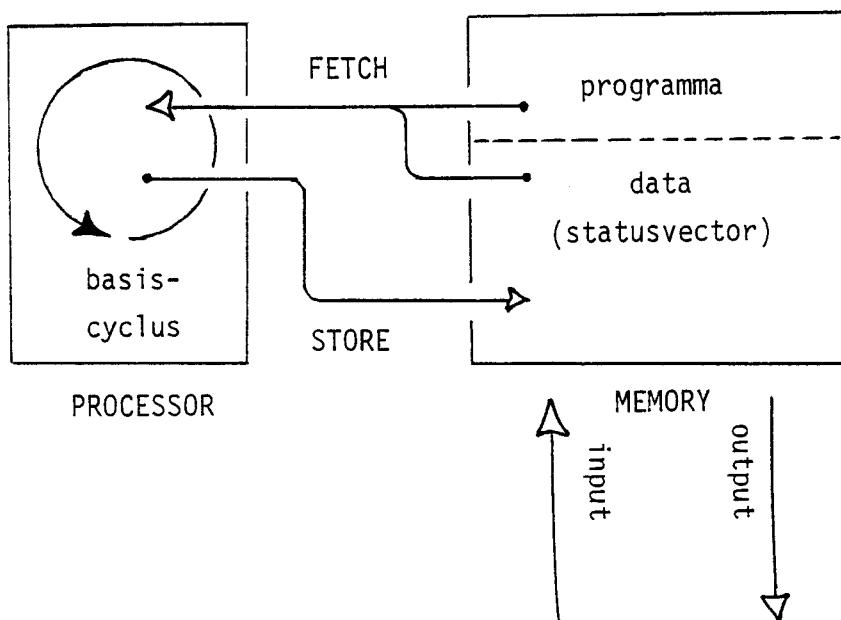 FETCH
programma
data
(statusvector)
basis-
cyclus
STORE
PROCESSOR
MEMORY
input
output